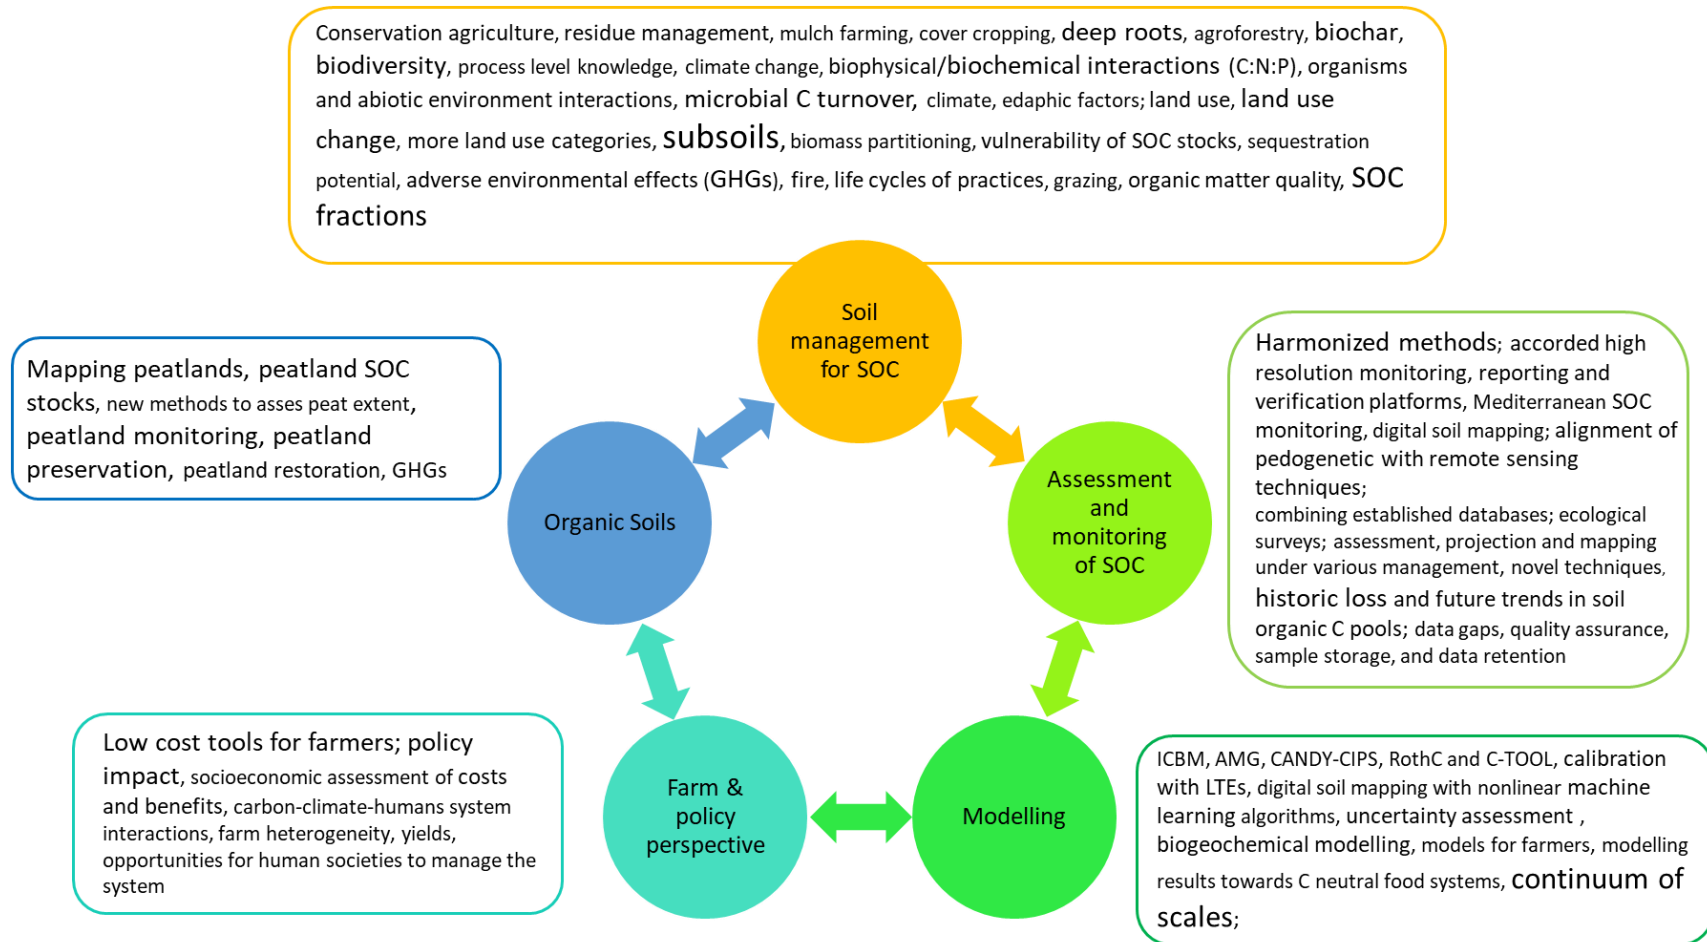 Conservation agriculture, residue management, mulch farming, cover cropping, deep roots, agroforestry, biochar,
biodiversity, process level knowledge, climate change, biophysical/biochemical interactions (C:N:P), organisms
and abiotic environment interactions, microbial C turnover, climate, edaphic factors; land use, land use
change, more land use categories, subsoils, biomass partitioning, vulnerability of SOC stocks, sequestration
potential, adverse environmental effects (GHGs), fire, life cycles of practices, grazing, organic matter quality, SOC
fractions
Soil
management
for SOC
Mapping peatlands, peatland SOC
stocks, new methods to asses peat extent,
peatland monitoring, peatland
preservation, peatland restoration, GHGs
Organic Soils
Assessment
and
monitoring
of SOC
Harmonized methods; accorded high
resolution monitoring, reporting and
verification platforms, Mediterranean SOC
monitoring, digital soil mapping; alignment of
pedogenetic with remote sensing
techniques;
combining established databases; ecological
surveys; assessment, projection and mapping
under various management, novel techniques,
historic loss and future trends in soil
organic C pools; data gaps, quality assurance,
sample storage, and data retention
Low cost tools for farmers; policy
impact, socioeconomic assessment of costs
and benefits, carbon-climate-humans system
interactions, farm heterogeneity, yields,
opportunities for human societies to manage the
system
Farm &
policy
perspective
Modelling
ICBM, AMG, CANDY-CIPS, RothC and C-TOOL, calibration
with LTEs, digital soil mapping with nonlinear machine
learning algorithms, uncertainty assessment ,
biogeochemical modelling, models for farmers, modelling
results towards C neutral food systems, continuum of
scales;